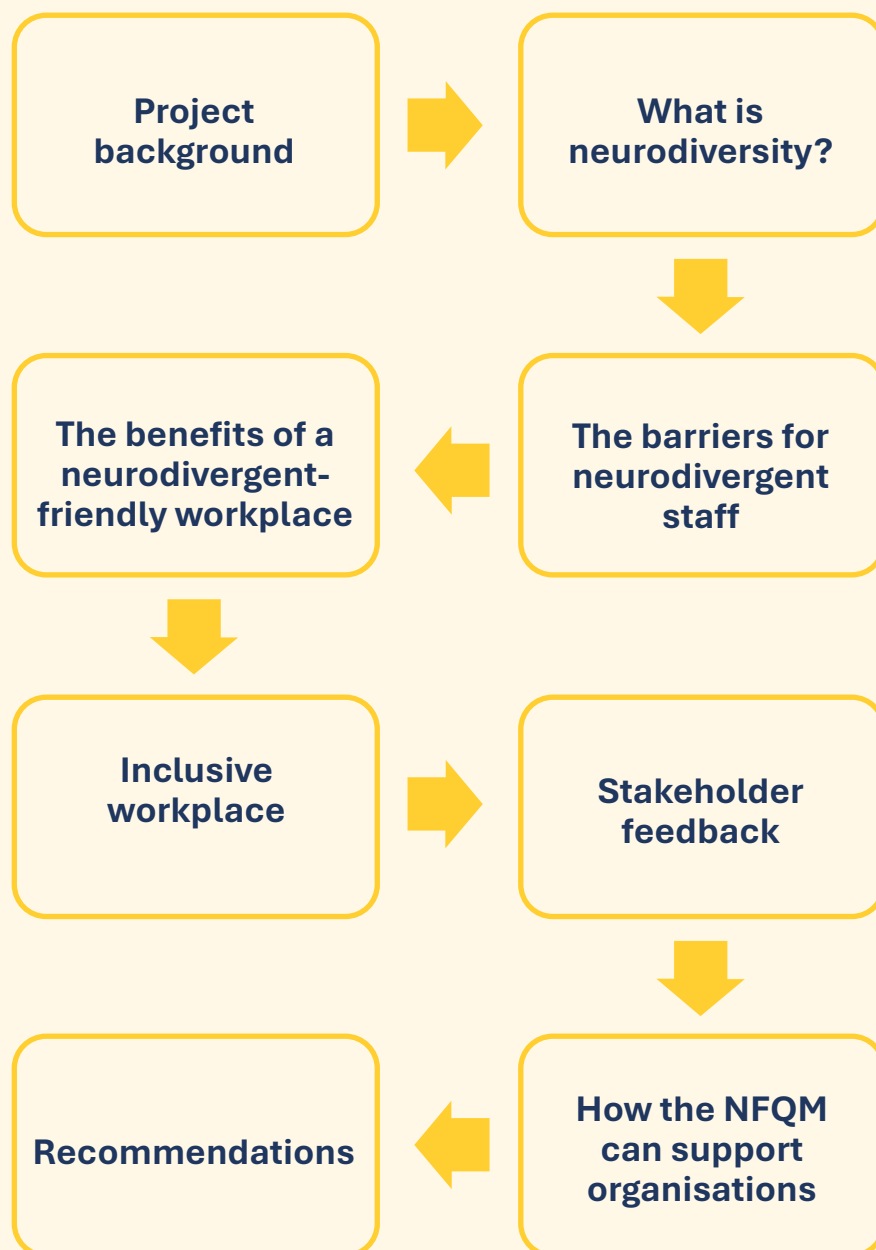 Project
background
What is
neurodiversity?
The barriers for
neurodivergent
staff
The benefits of a
neurodivergent-
friendly workplace
Inclusive
workplace
Stakeholder
feedback
How the NFQM
can support
organisations
Recommendations